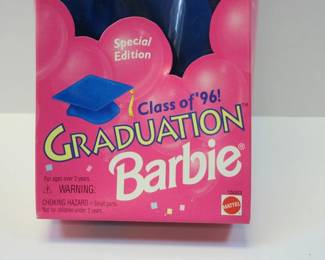 Special
Edition
Class of '96!
GRADUATION™
Barbie®
For ages over 3 years.
⚠ WARNING:
CHOKING HAZARD - Small parts.
Not for children under 3 years.
MATTEL